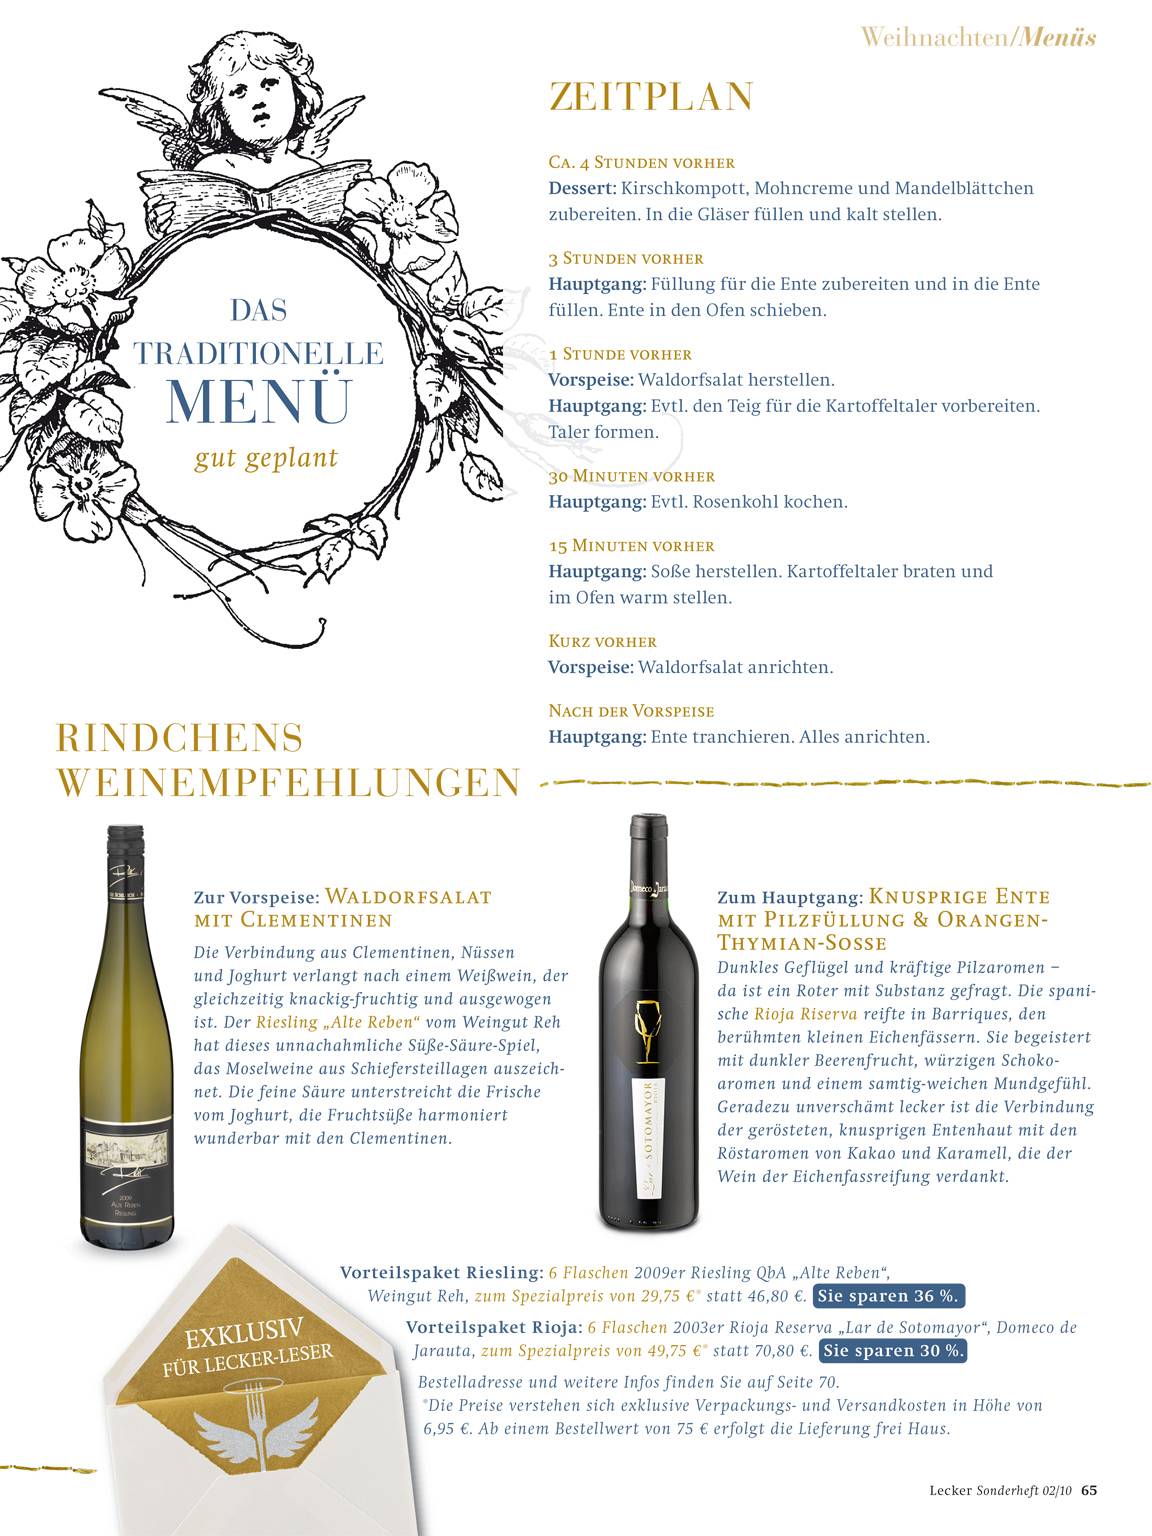 Weihnachten/Menüs
DAS
TRADITIONELLE
MENÜ
gut geplant
ZEITPLAN
Ca. 4 Stunden vorher
Dessert: Kirschkompott, Mohncreme und Mandelblättchen
zubereiten. In die Gläser füllen und kalt stellen.
3 Stunden vorher
Hauptgang: Füllung für die Ente zubereiten und in die Ente
füllen. Ente in den Ofen schieben.
1 Stunde vorher
Vorspeise: Waldorfsalat herstellen.
Hauptgang: Evtl. den Teig für die Kartoffeltaler vorbereiten.
Taler formen.
30 Minuten vorher
Hauptgang: Evtl. Rosenkohl kochen.
15 Minuten vorher
Hauptgang: Soße herstellen. Kartoffeltaler braten und
im Ofen warm stellen.
Kurz vorher
Vorspeise: Waldorfsalat anrichten.
Nach der Vorspeise
Hauptgang: Ente tranchieren. Alles anrichten.
RINDCHENS
WEINEMPFEHLUNGEN
Zur Vorspeise: Waldorfsalat
mit Clementinen
Die Verbindung aus Clementinen, Nüssen
und Joghurt verlangt nach einem Weißwein, der
gleichzeitig knackig-fruchtig und ausgewogen
ist. Der Riesling „Alte Reben“ vom Weingut Reh
hat dieses unnachahmliche Süße-Säure-Spiel,
das Moselweine aus Schiefersteillagen auszeich-
net. Die feine Säure unterstreicht die Frische
vom Joghurt, die Fruchtsüße harmoniert
wunderbar mit den Clementinen.
2009
Alte Reben
Riesling
Zum Hauptgang: Knusprige Ente
mit Pilzfüllung & Orangen-
Thymian-Sosse
Dunkles Geflügel und kräftige Pilzaromen –
da ist ein Roter mit Substanz gefragt. Die spani-
sche Rioja Riserva reifte in Barriques, den
berühmten kleinen Eichenfässern. Sie begeistert
mit dunkler Beerenfrucht, würzigen Schoko-
aromen und einem samtig-weichen Mundgefühl.
Geradezu unverschämt lecker ist die Verbindung
der gerösteten, knusprigen Entenhaut mit den
Röstaromen von Kakao und Karamell, die der
Wein der Eichenfassreifung verdankt.
Lar de SOTOMAYOR
Vorteilspaket Riesling: 6 Flaschen 2009er Riesling QbA „Alte Reben“,
Weingut Reh, zum Spezialpreis von 29,75 €* statt 46,80 €. Sie sparen 36 %.
Vorteilspaket Rioja: 6 Flaschen 2003er Rioja Reserva „Lar de Sotomayor“, Domeco de
Jarauta, zum Spezialpreis von 49,75 €* statt 70,80 €. Sie sparen 30 %.
Bestelladresse und weitere Infos finden Sie auf Seite 70.
*Die Preise verstehen sich exklusive Verpackungs- und Versandkosten in Höhe von
6,95 €. Ab einem Bestellwert von 75 € erfolgt die Lieferung frei Haus.
EXKLUSIV
FÜR LECKER-LESER
Lecker Sonderheft 02/10 65